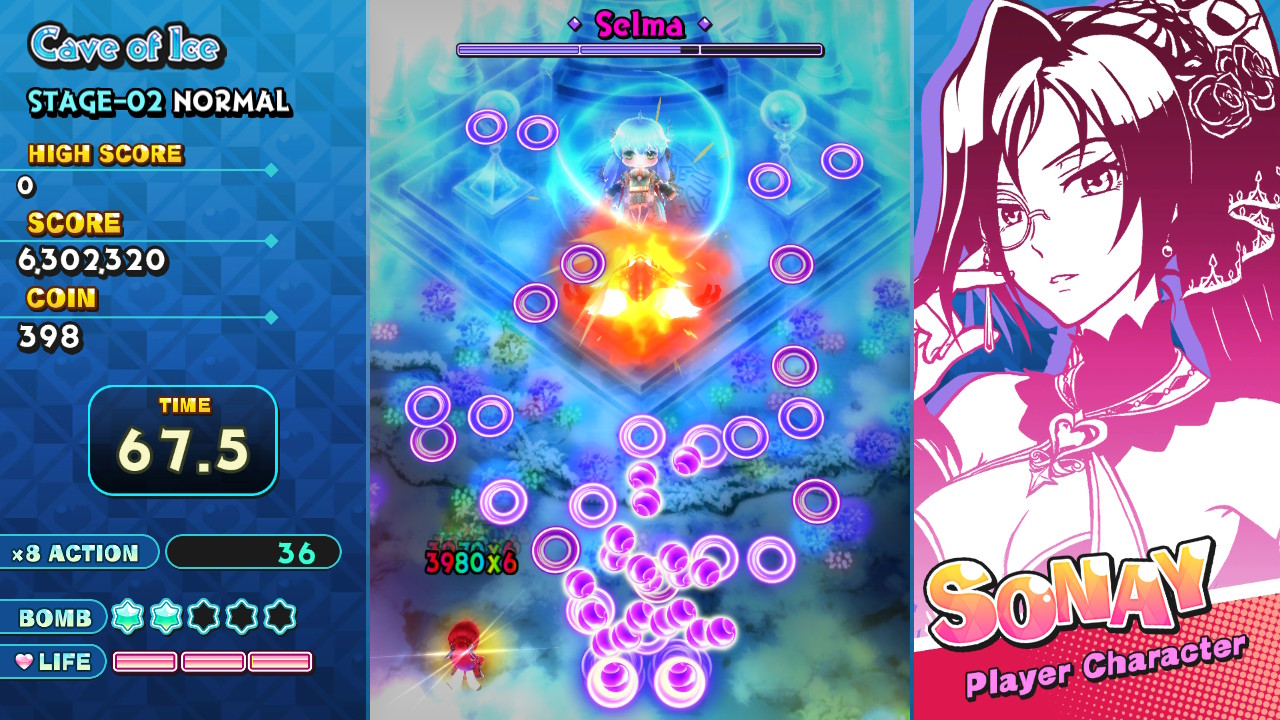 Cave of Ice
STAGE-02 NORMAL
HIGH SCORE
0
SCORE
6,302,320
COIN
398
TIME
67.5
×8 ACTION
36
BOMB
LIFE
Selma
3980x6
SONAY
Player Character